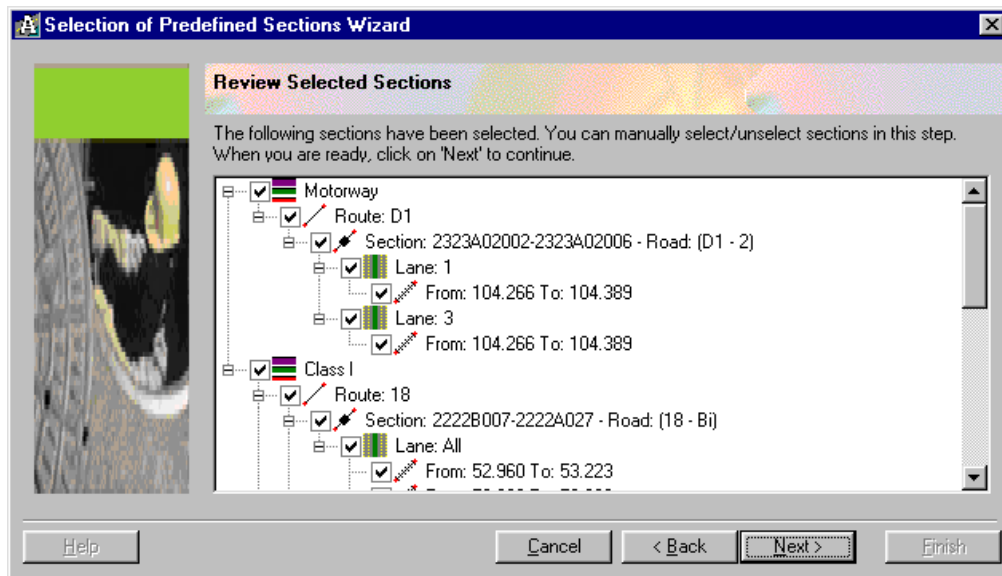 Selection of Predefined Sections Wizard
Review Selected Sections
The following sections have been selected. You can manually select/unselect sections in this step.
When you are ready, click on 'Next' to continue.
Motorway
Route: D1
Section: 2323A02002-2323A02006 - Road: (D1 - 2)
Lane: 1
From: 104.266 To: 104.389
Lane: 3
From: 104.266 To: 104.389
Class I
Route: 18
Section: 2222B007-2222A027 - Road: (18 - Bi)
Lane: All
From: 52.960 To: 53.223
Help
Cancel
< Back
Next >
Finish